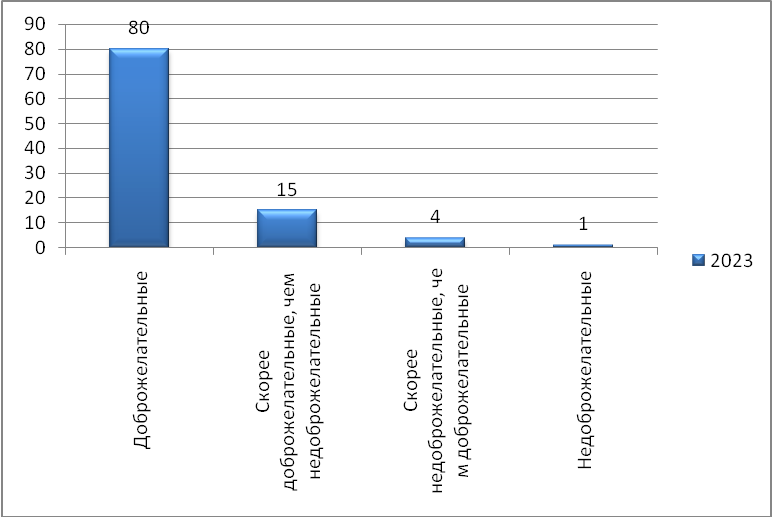 90
80
70
60
50
40
30
20
10
0
80
15
4
1
Доброжелательные
Скорее
доброжелательные, чем
недоброжелательные
Скорее
недоброжелательные, че
м доброжелательные
Недоброжелательные
2023